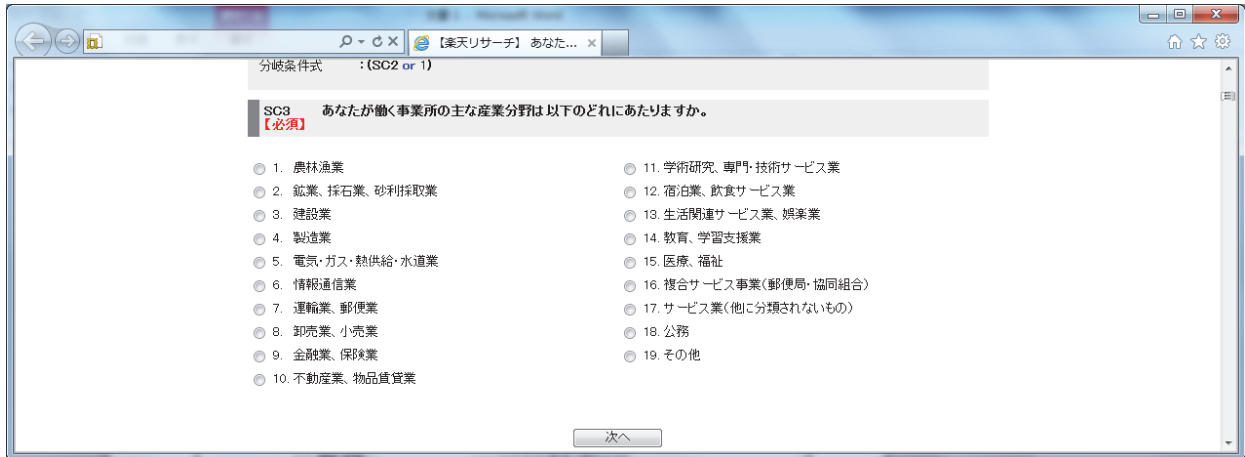 【楽天リサーチ】 あなた...
分岐条件式 :(SC2 or 1)
SC3 あなたが働く事業所の主な産業分野は以下のどれにあたりますか。
【必須】
1. 農林漁業
2. 鉱業、採石業、砂利採取業
3. 建設業
4. 製造業
5. 電気・ガス・熱供給・水道業
6. 情報通信業
7. 運輸業、郵便業
8. 卸売業、小売業
9. 金融業、保険業
10. 不動産業、物品賃貸業
11. 学術研究、専門・技術サービス業
12. 宿泊業、飲食サービス業
13. 生活関連サービス業、娯楽業
14. 教育、学習支援業
15. 医療、福祉
16. 複合サービス事業(郵便局・協同組合)
17. サービス業(他に分類されないもの)
18. 公務
19. その他
次へ